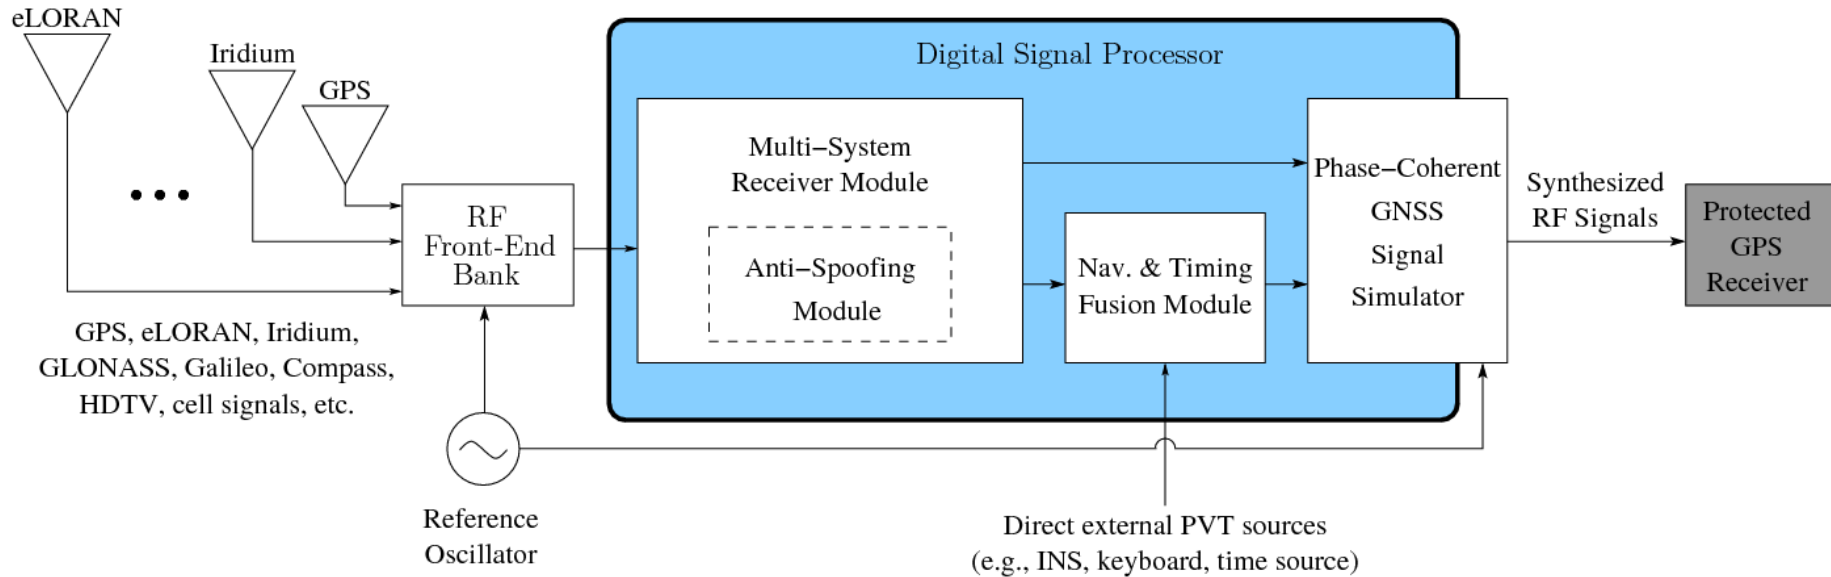 eLORAN
Iridium
GPS
RF
Front-End
Bank
GPS, eLORAN, Iridium,
GLONASS, Galileo, Compass,
HDTV, cell signals, etc.
Reference
Oscillator
Digital Signal Processor
Multi−System
Receiver Module
Anti−Spoofing
Module
Nav. & Timing
Fusion Module
Direct external PVT sources
(e.g., INS, keyboard, time source)
Phase−Coherent
GNSS
Signal
Simulator
Synthesized
RF Signals
Protected
GPS
Receiver